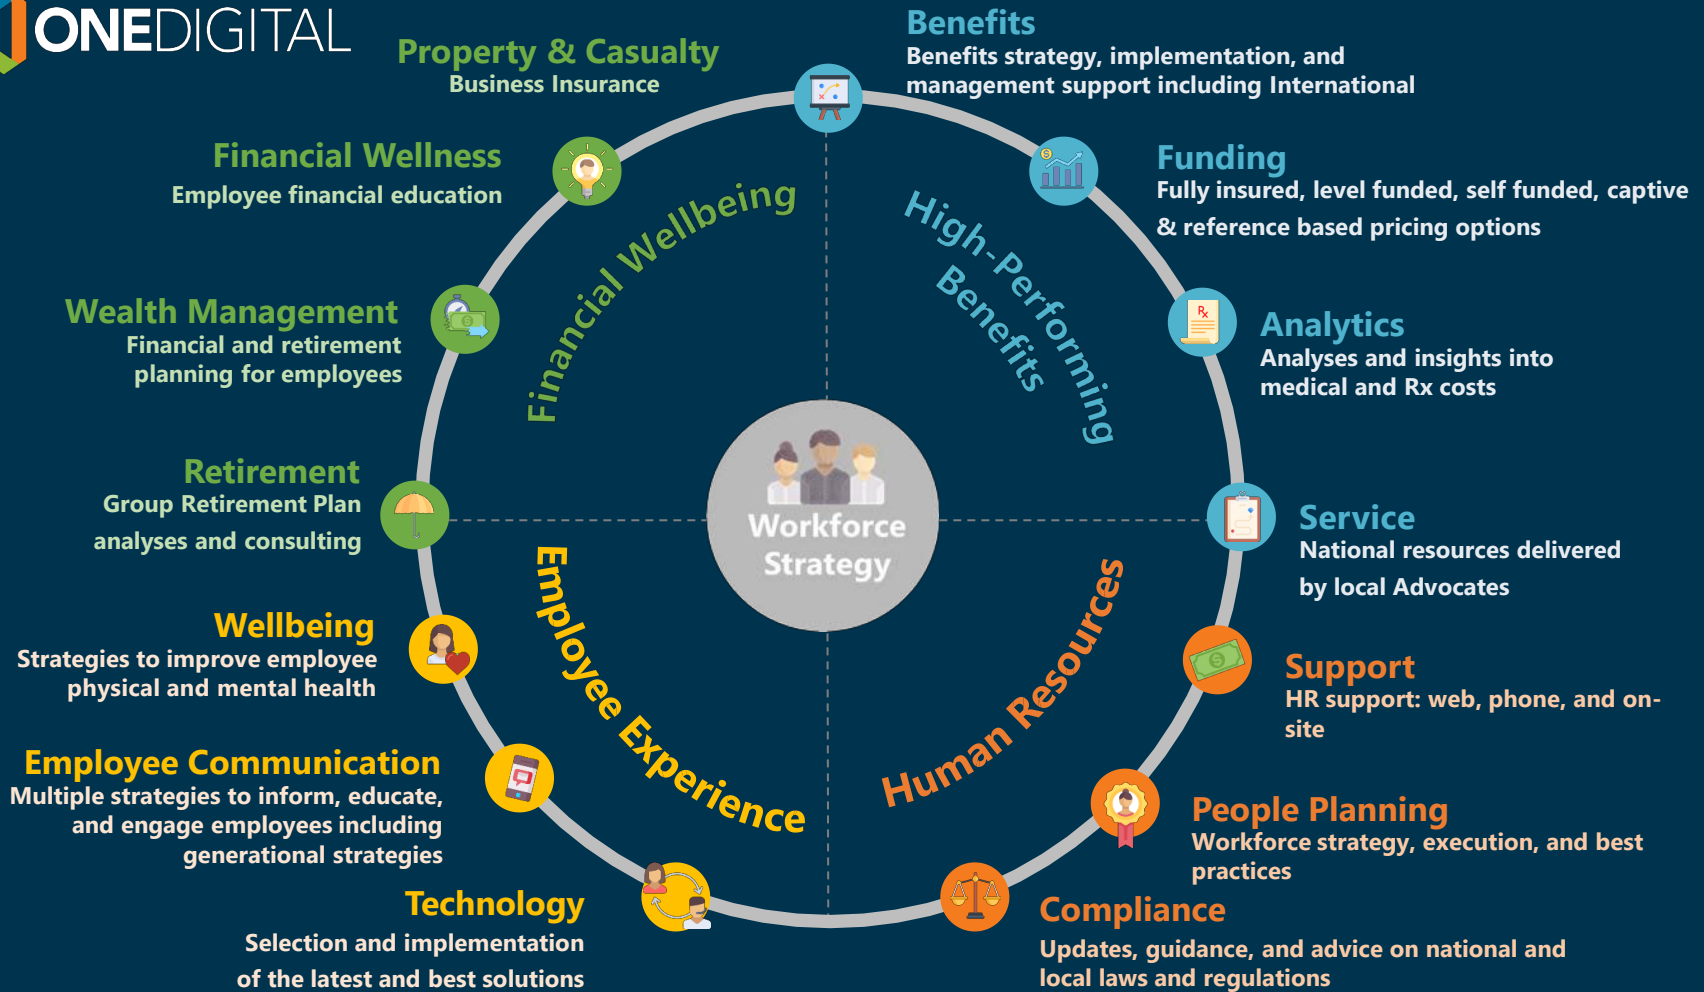 ONEDIGITAL
Property & Casualty
Business Insurance
Financial Wellness
Employee financial education
Wealth Management
Financial and retirement
planning for employees
Retirement
Group Retirement Plan
analyses and consulting
Financial Wellbeing
Benefits
Benefits strategy, implementation, and
management support including International
Funding
Fully insured, level funded, self funded, captive
& reference based pricing options
Analytics
Analyses and insights into
medical and Rx costs
Service
National resources delivered
by local Advocates
High-Performing
Benefits
Rx
Workforce
Strategy
Wellbeing
Strategies to improve employee
physical and mental health
Employee Communication
Multiple strategies to inform, educate,
and engage employees including
generational strategies
Technology
Selection and implementation
of the latest and best solutions
Employee Experience
Human Resources
Support
HR support: web, phone, and on-
site
People Planning
Workforce strategy, execution, and best
practices
Compliance
Updates, guidance, and advice on national and
local laws and regulations